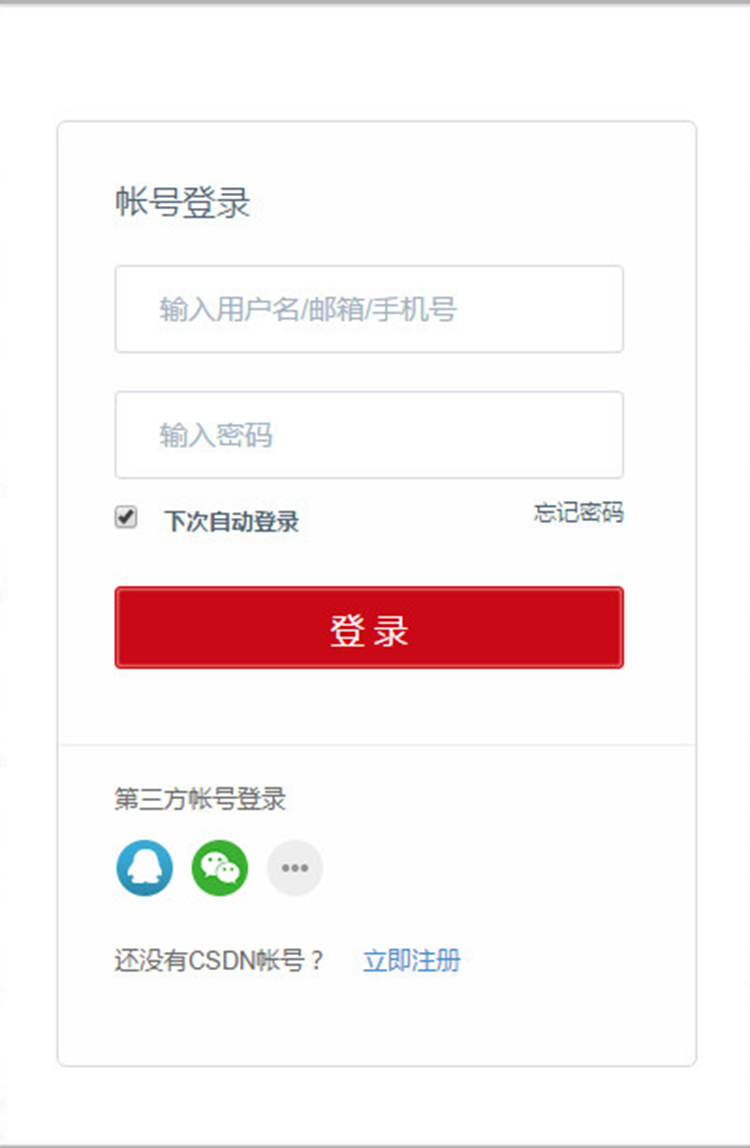 帐号登录
输入用户名/邮箱/手机号
输入密码
下次自动登录 忘记密码
登录
第三方帐号登录
还没有CSDN帐号？ 立即注册